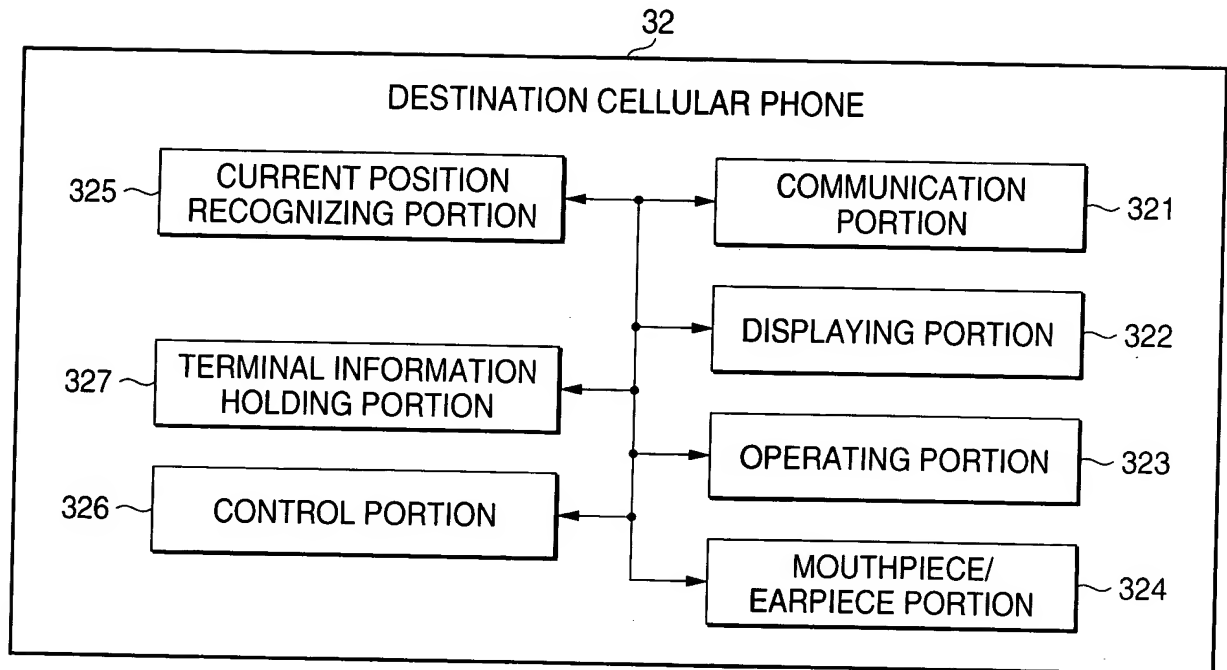 32
DESTINATION CELLULAR PHONE
325
CURRENT POSITION
RECOGNIZING PORTION
COMMUNICATION
PORTION
321
DISPLAYING PORTION
322
327
TERMINAL INFORMATION
HOLDING PORTION
OPERATING PORTION
323
326
CONTROL PORTION
MOUTHPIECE/
EARPIECE PORTION
324